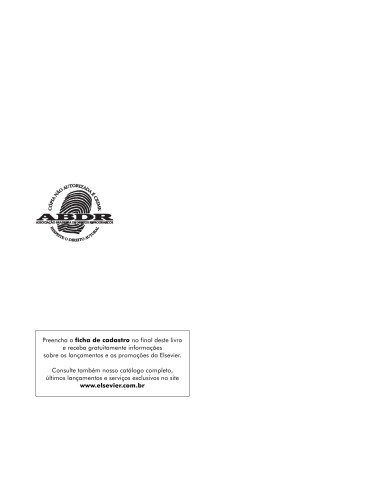 CÓPIA NÃO AUTORIZADA É CRIME
ABDR
ASSOCIAÇÃO BRASILEIRA DE DIREITOS REPROGRÁFICOS
RESPEITE O DIREITO AUTORAL
Preencha a ficha de cadastro no final deste livro
e receba gratuitamente informações
sobre os lançamentos e as promoções da Elsevier.
Consulte também nosso catálogo completo,
últimos lançamentos e serviços exclusivos no site
www.elsevier.com.br